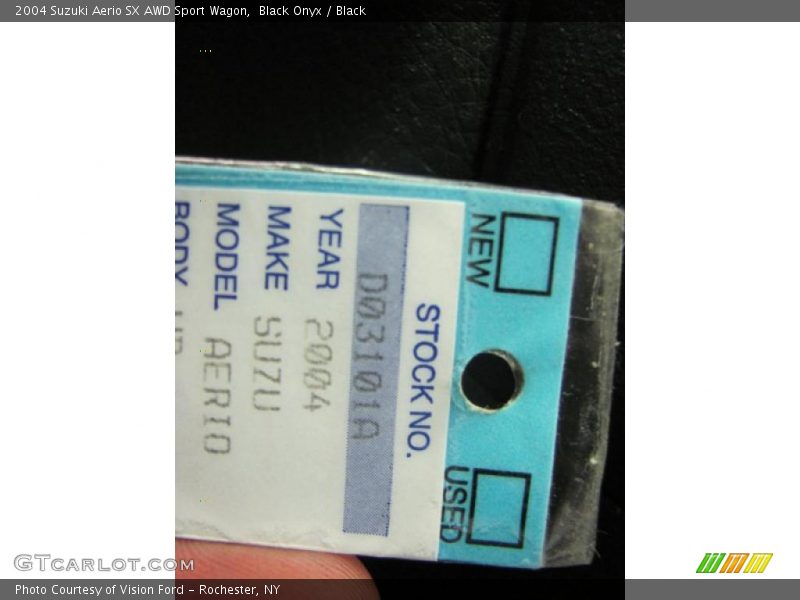 2004 Suzuki Aerio SX AWD Sport Wagon,  Black Onyx / Black
NEW
USED
STOCK NO.
D03101A
YEAR 2004
MAKE SUZU
MODEL AERIO
BODY
GTcarlot.com
Photo Courtesy of Vision Ford - Rochester, NY